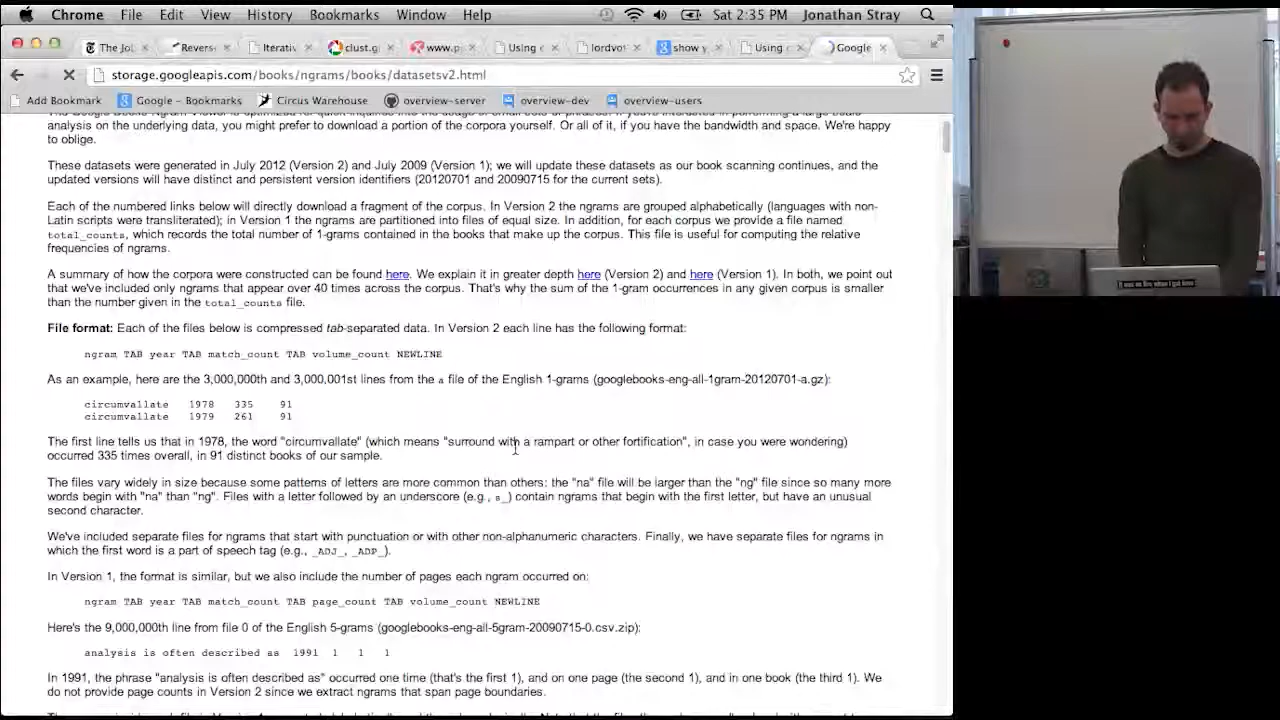 Chrome File Edit View History Bookmarks Window Help Sat 2:35 PM Jonathan Stray
The Jo Revers Iterativ clust.g www.p Using lordvo show y Using Google
storage.googleapis.com/books/ngrams/books/datasetsv2.html
Add Bookmark Google – Bookmarks Circus Warehouse overview-server overview-dev overview-users
analysis on the underlying data, you might prefer to download a portion of the corpora yourself. Or all of it, if you have the bandwidth and space. We're happy
to oblige.
These datasets were generated in July 2012 (Version 2) and July 2009 (Version 1); we will update these datasets as our book scanning continues, and the
updated versions will have distinct and persistent version identifiers (20120701 and 20090715 for the current sets).
Each of the numbered links below will directly download a fragment of the corpus. In Version 2 the ngrams are grouped alphabetically (languages with non-
Latin scripts were transliterated); in Version 1 the ngrams are partitioned into files of equal size. In addition, for each corpus we provide a file named
total_counts, which records the total number of 1-grams contained in the books that make up the corpus. This file is useful for computing the relative
frequencies of ngrams.
A summary of how the corpora were constructed can be found here. We explain it in greater depth here (Version 2) and here (Version 1). In both, we point out
that we've included only ngrams that appear over 40 times across the corpus. That's why the sum of the 1-gram occurrences in any given corpus is smaller
than the number given in the total_counts file.
File format: Each of the files below is compressed tab-separated data. In Version 2 each line has the following format:
ngram TAB year TAB match_count TAB volume_count NEWLINE
As an example, here are the 3,000,000th and 3,000,001st lines from the a file of the English 1-grams (googlebooks-eng-all-1gram-20120701-a.gz):
circumvallate 1978 335 91
circumvallate 1979 261 91
The first line tells us that in 1978, the word "circumvallate" (which means "surround with a rampart or other fortification", in case you were wondering)
occurred 335 times overall, in 91 distinct books of our sample.
The files vary widely in size because some patterns of letters are more common than others: the "na" file will be larger than the "ng" file since so many more
words begin with "na" than "ng". Files with a letter followed by an underscore (e.g., s_) contain ngrams that begin with the first letter, but have an unusual
second character.
We've included separate files for ngrams that start with punctuation or with other non-alphanumeric characters. Finally, we have separate files for ngrams in
which the first word is a part of speech tag (e.g., _ADJ_, _ADP_).
In Version 1, the format is similar, but we also include the number of pages each ngram occurred on:
ngram TAB year TAB match_count TAB page_count TAB volume_count NEWLINE
Here's the 9,000,000th line from file 0 of the English 5-grams (googlebooks-eng-all-5gram-20090715-0.csv.zip):
analysis is often described as 1991 1 1 1
In 1991, the phrase "analysis is often described as" occurred one time (that's the first 1), and on one page (the second 1), and in one book (the third 1). We
do not provide page counts in Version 2 since we extract ngrams that span page boundaries.